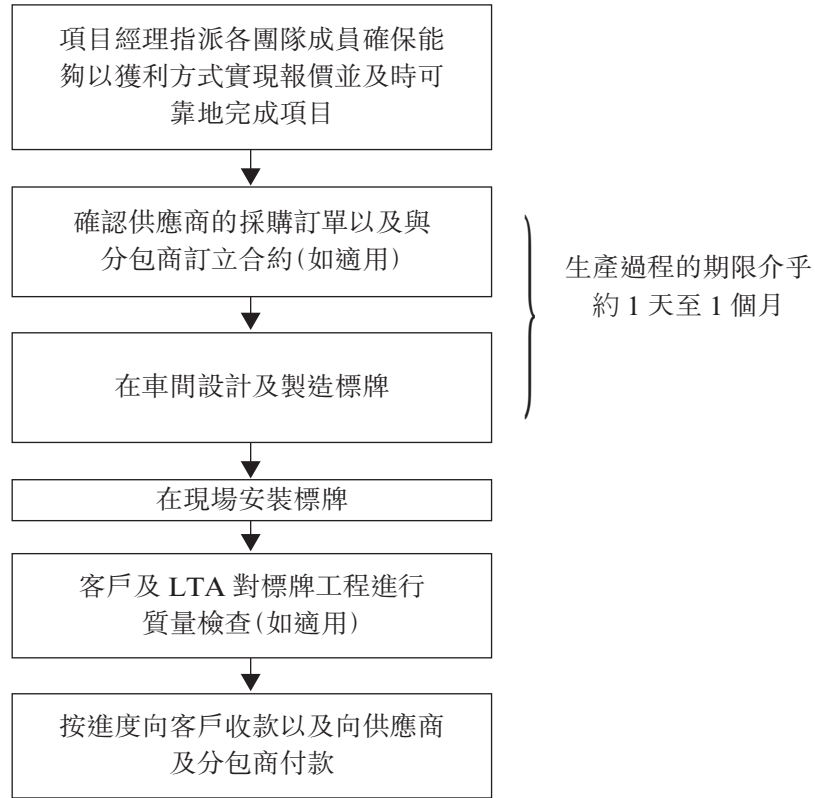 項目經理指派各團隊成員確保能
夠以獲利方式實現報價並及時可
靠地完成項目
確認供應商的採購訂單以及與
分包商訂立合約(如適用)
生產過程的期限介乎
約 1 天至 1 個月
在車間設計及製造標牌
在現場安裝標牌
客戶及 LTA 對標牌工程進行
質量檢查(如適用)
按進度向客戶收款以及向供應商
及分包商付款